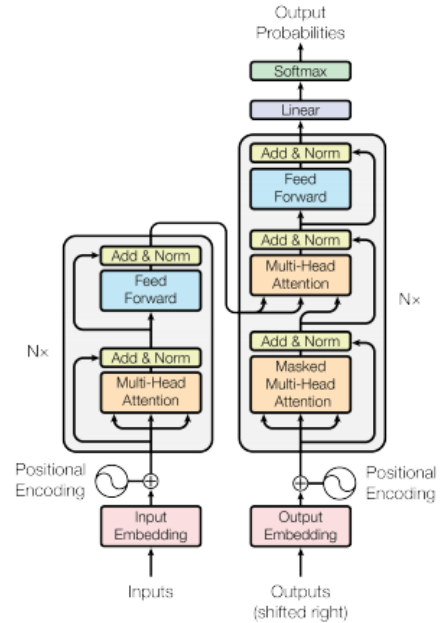 Output
Probabilities
Softmax
Linear
Add & Norm
Feed
Forward
Add & Norm
Multi-Head
Attention
Add & Norm
Masked
Multi-Head
Attention
N×
Add & Norm
Feed
Forward
Add & Norm
Multi-Head
Attention
N×
Positional
Encoding
Positional
Encoding
Input
Embedding
Output
Embedding
Inputs
Outputs
(shifted right)